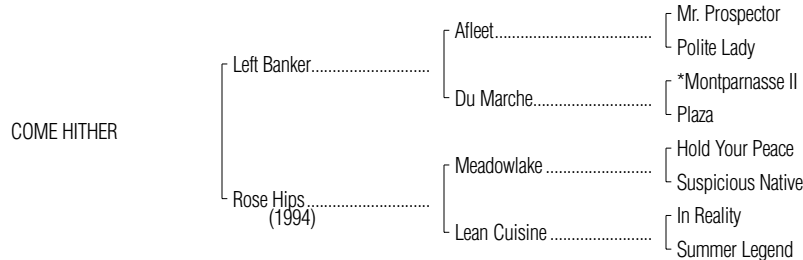 Mr. Prospector
Afleet
Polite Lady
Left Banker
*Montparnasse II
Du Marche
Plaza
COME HITHER
Hold Your Peace
Meadowlake
Suspicious Native
Rose Hips
(1994)
In Reality
Lean Cuisine
Summer Legend